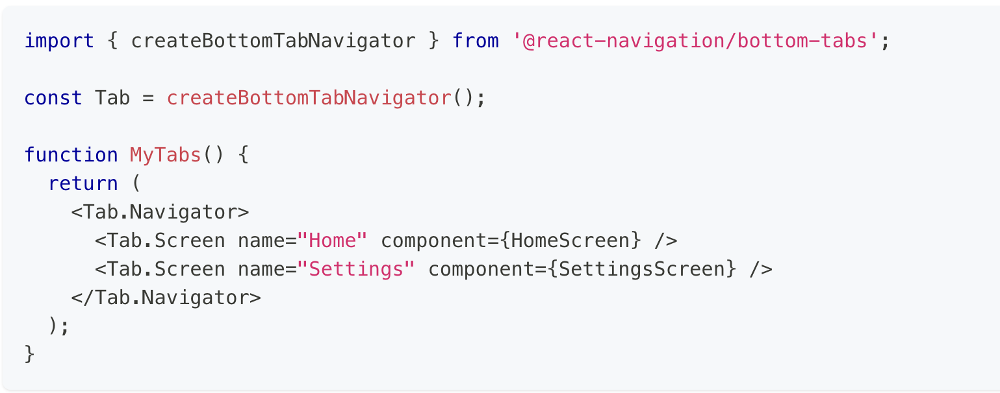 import { createBottomTabNavigator } from '@react-navigation/bottom-tabs';
const Tab = createBottomTabNavigator();
function MyTabs() {
  return (
    <Tab.Navigator>
      <Tab.Screen name="Home" component={HomeScreen} />
      <Tab.Screen name="Settings" component={SettingsScreen} />
    </Tab.Navigator>
  );
}